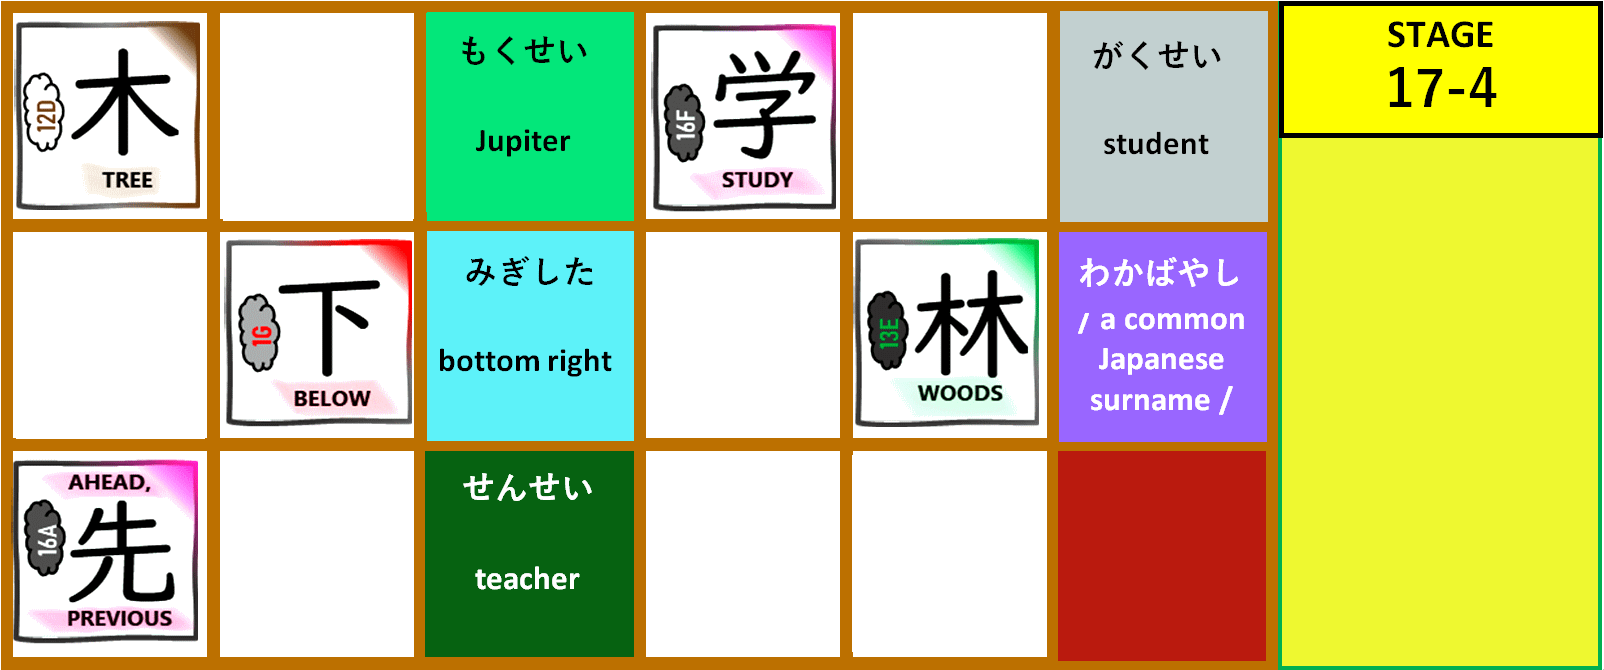 12D
木
TREE
もくせい
Jupiter
16F
学
STUDY
がくせい
student
STAGE
17-4
1G
下
BELOW
みぎした
bottom right
13E
林
WOODS
わかばやし
/ a common
Japanese
surname /
AHEAD,
16A
先
PREVIOUS
せんせい
teacher